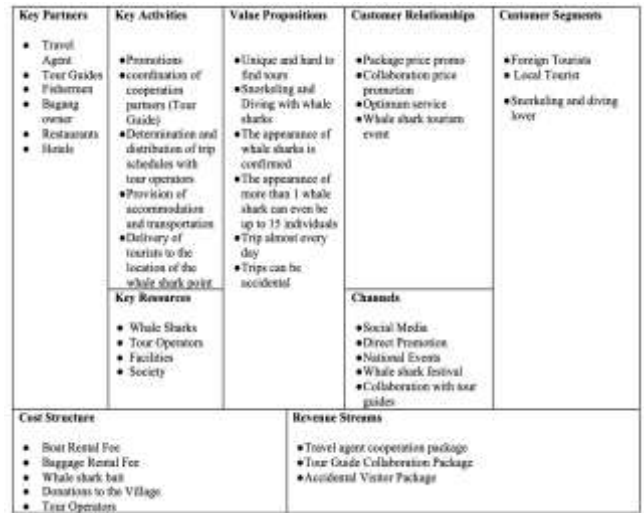 Key Partners
● Travel
Agent
● Tour Guides
● Fishermen
● Bagang
owner
● Restaurants
● Hotels
Key Activities
●Promotions
●coordination of
cooperation
partners (Tour
Guide)
●Determination and
distribution of trip
schedules with
tour operators
●Provision of
accommodation
and transportation
●Delivery of
tourists to the
location of the
whale shark point
Key Resources
● Whale Sharks
● Tour Operators
● Facilities
● Society
Value Propositions
●Unique and hard to
find tours
●Snorkeling and
Diving with whale
sharks
●The appearance of
whale sharks is
confirmed
●The appearance of
more than 1 whale
shark can even be
up to 15 individuals
●Trip almost every
day
●Trips can be
accidental
Customer Relationships
●Package price promo
●Collaboration price
promotion
●Optimum service
●Whale shark tourism
event
Channels
●Social Media
●Direct Promotion
●National Events
●Whale shark festival
●Collaboration with tour
guides
Customer Segments
●Foreign Tourists
●Local Tourist
●Snorkeling and diving
lover
Cost Structure
● Boat Rental Fee
● Baggage Rental Fee
● Whale shark bait
● Donations to the Village
● Tour Operators
Revenue Streams
●Travel agent cooperation package
●Tour Guide Collaboration Package
●Accidental Visitor Package